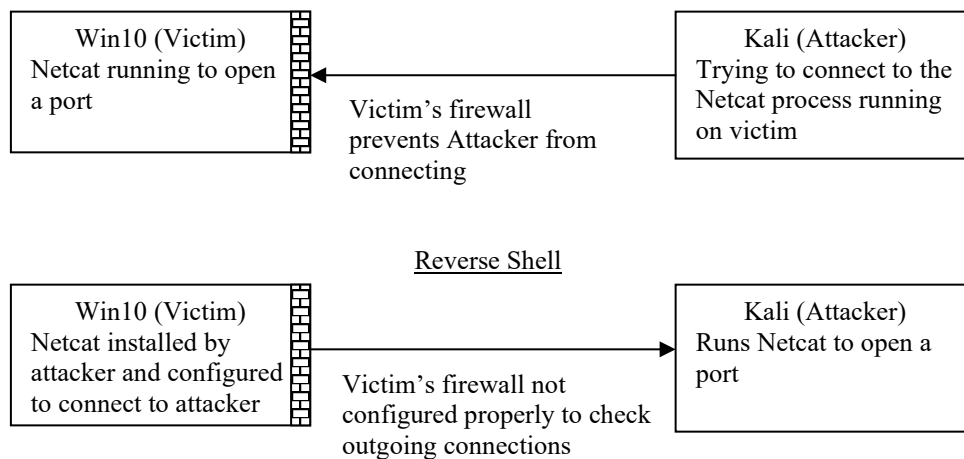 Win10 (Victim)
Netcat running to open
a port
Victim’s firewall
prevents Attacker from
connecting
Kali (Attacker)
Trying to connect to the
Netcat process running
on victim
Reverse Shell
Win10 (Victim)
Netcat installed by
attacker and configured
to connect to attacker
Victim’s firewall not
configured properly to check
outgoing connections
Kali (Attacker)
Runs Netcat to open a
port